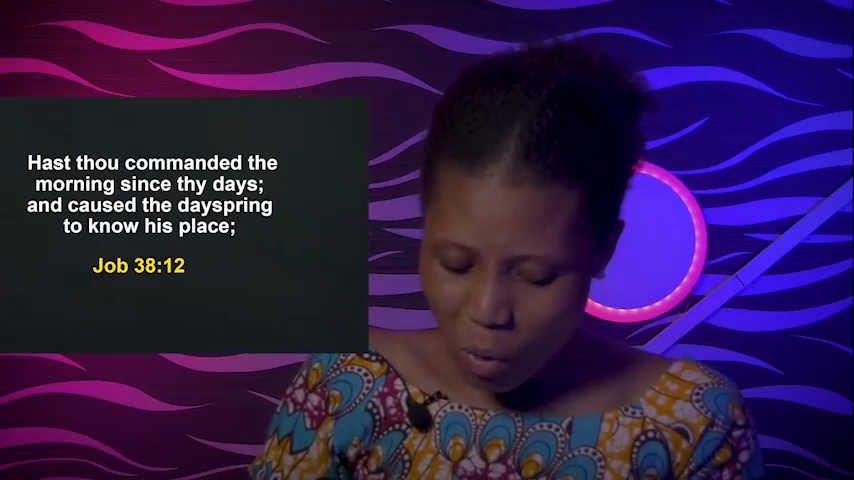 Hast thou commanded the
morning since thy days;
and caused the dayspring
to know his place;
Job 38:12